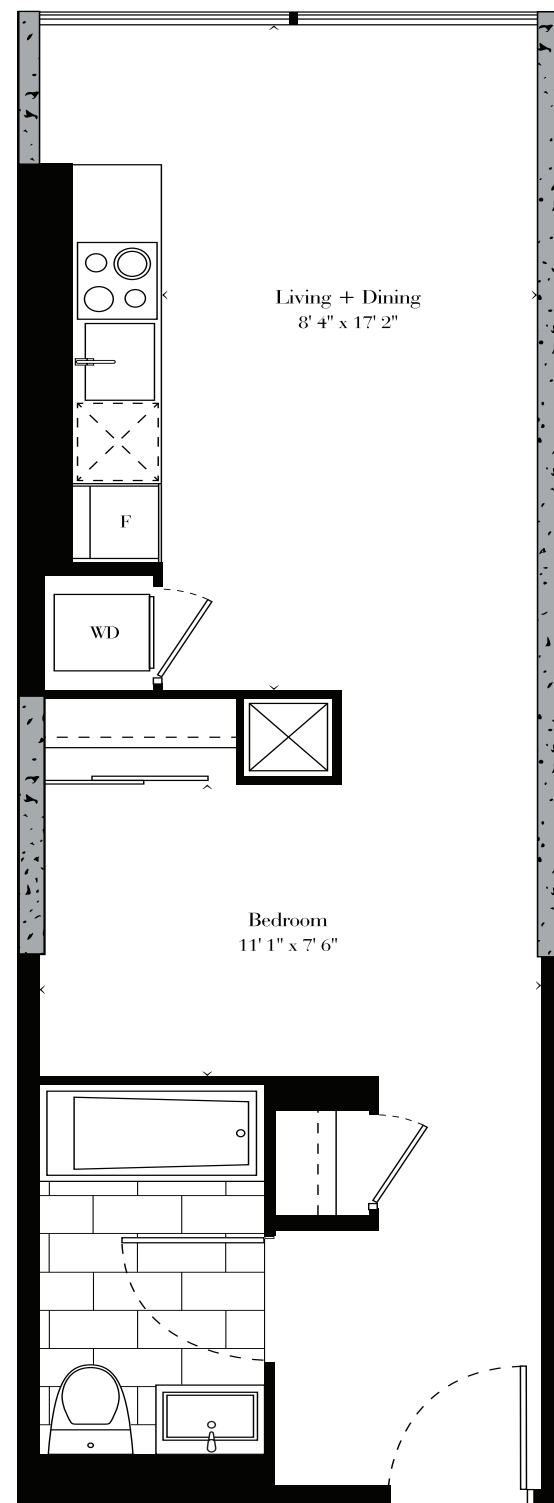 Living + Dining
8' 4" x 17' 2"
F
WD
Bedroom
11' 1" x 7' 6"